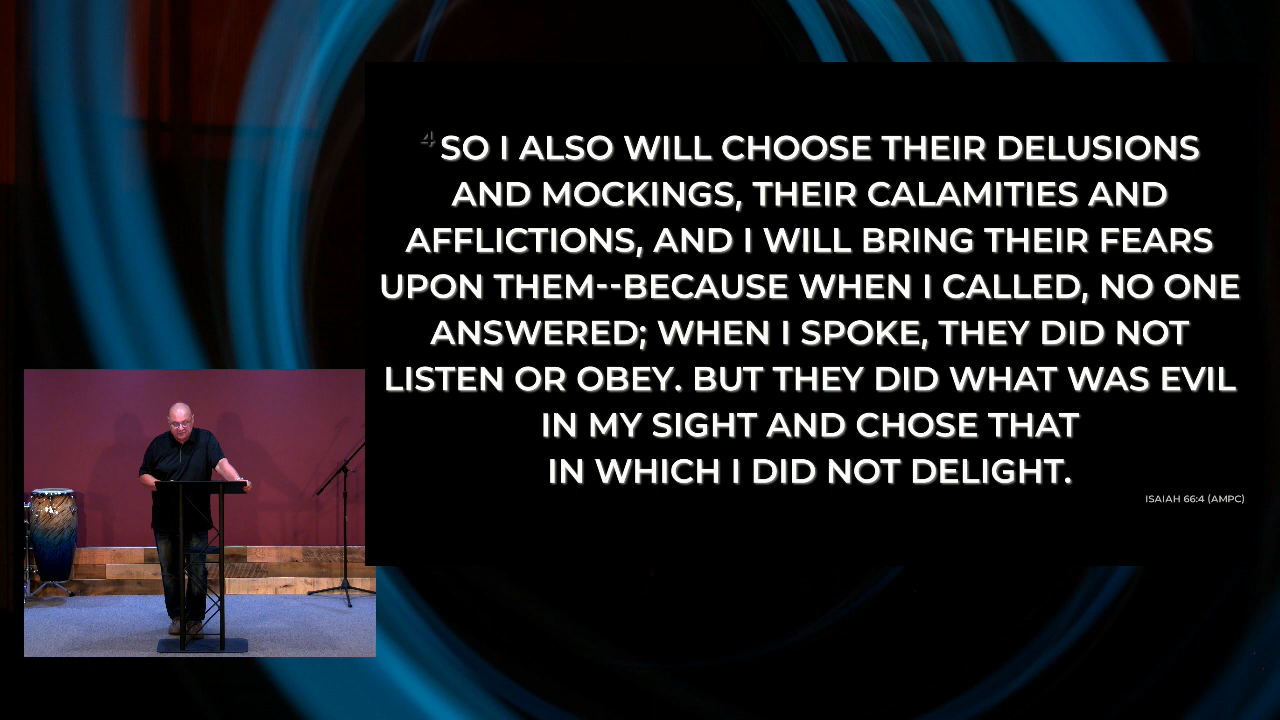 4 SO I ALSO WILL CHOOSE THEIR DELUSIONS
AND MOCKINGS, THEIR CALAMITIES AND
AFFLICTIONS, AND I WILL BRING THEIR FEARS
UPON THEM--BECAUSE WHEN I CALLED, NO ONE
ANSWERED; WHEN I SPOKE, THEY DID NOT
LISTEN OR OBEY. BUT THEY DID WHAT WAS EVIL
IN MY SIGHT AND CHOSE THAT
IN WHICH I DID NOT DELIGHT.
ISAIAH 66:4 (AMPC)